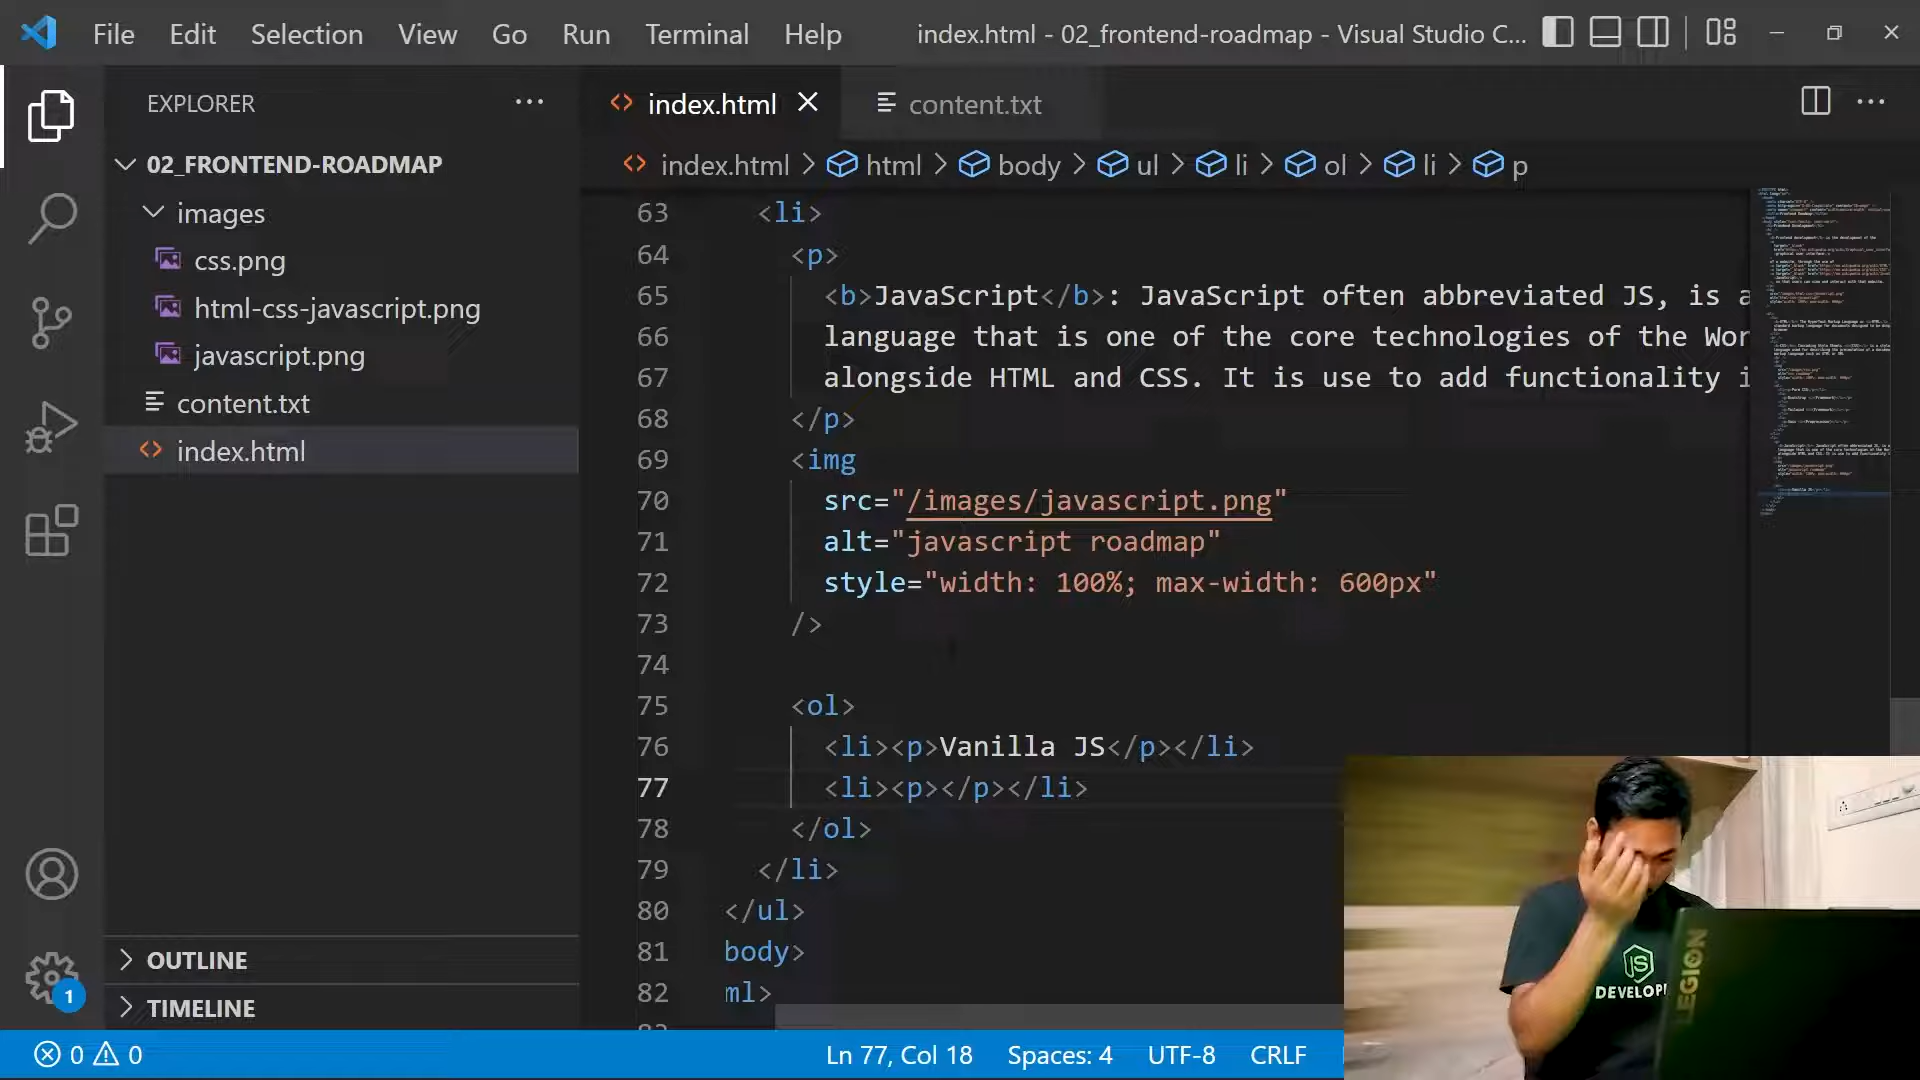 File Edit Selection View Go Run Terminal Help index.html - 02_frontend-roadmap - Visual Studio C...
EXPLORER
02_FRONTEND-ROADMAP
images
css.png
html-css-javascript.png
javascript.png
content.txt
index.html
OUTLINE
TIMELINE
1
index.html content.txt
index.html > html > body > ul > li > ol > li > p
63 <li>
64 <p>
65 <b>JavaScript</b>: JavaScript often abbreviated JS, is a
66 language that is one of the core technologies of the Wor
67 alongside HTML and CSS. It is use to add functionality i
68 </p>
69 <img
70 src="/images/javascript.png"
71 alt="javascript roadmap"
72 style="width: 100%; max-width: 600px"
73 />
74
75 <ol>
76 <li><p>Vanilla JS</p></li>
77 <li><p></p></li>
78 </ol>
79 </li>
80 </ul>
81 body>
82 ml>
0 0 Ln 77, Col 18 Spaces: 4 UTF-8 CRLF
JS
DEVELOP
LEGION